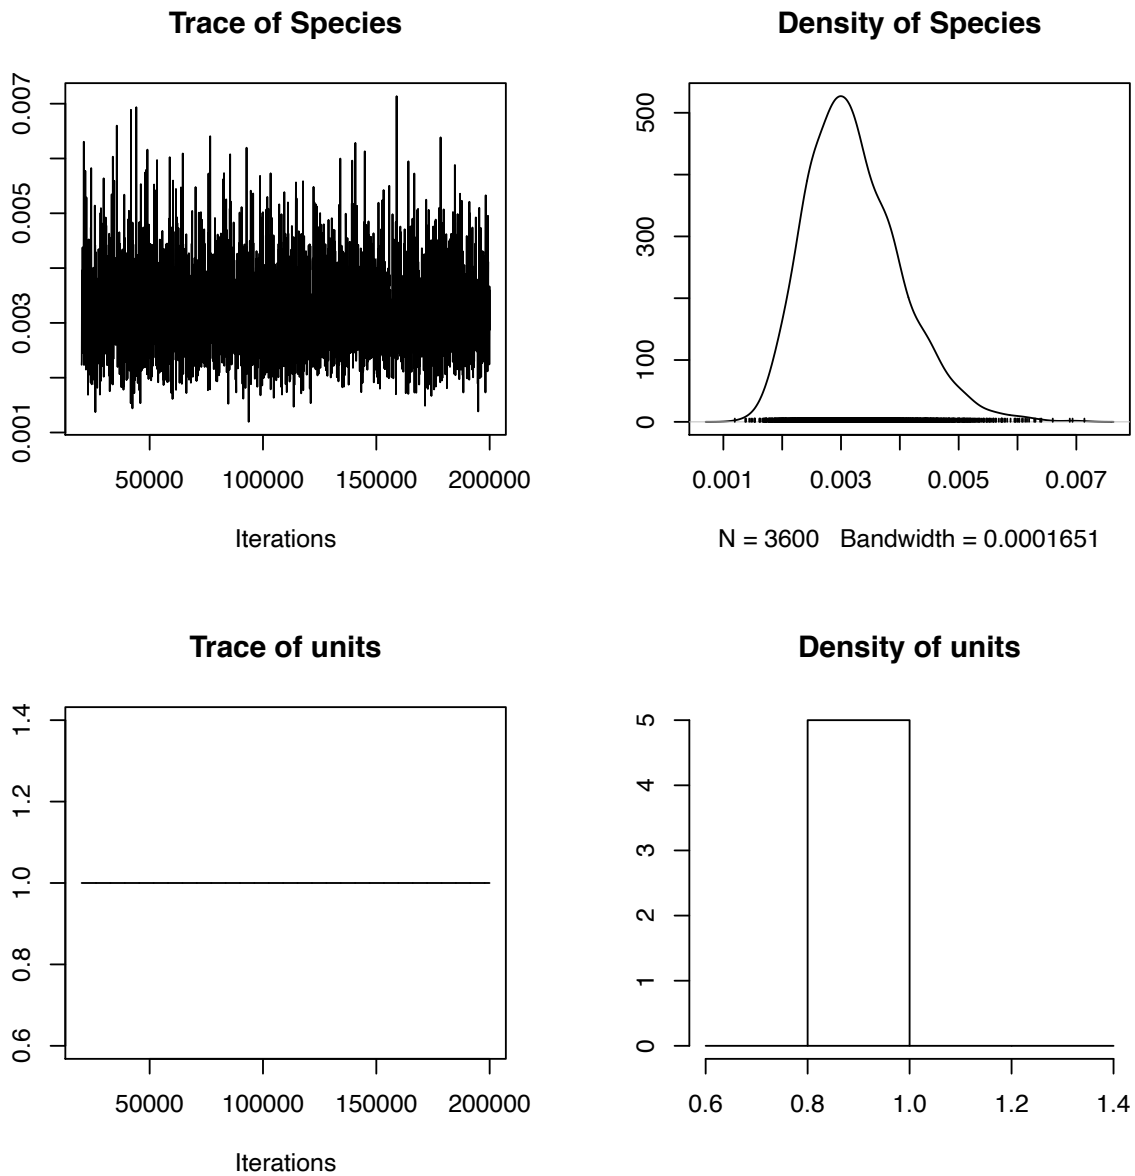 Trace of Species
0.007
0.005
0.003
0.001
50000 100000 150000 200000
Iterations
Density of Species
500
300
100
0
0.001 0.003 0.005 0.007
N = 3600 Bandwidth = 0.0001651
Trace of units
1.4
1.2
1.0
0.8
0.6
50000 100000 150000 200000
Iterations
Density of units
5
4
3
2
1
0
0.6 0.8 1.0 1.2 1.4